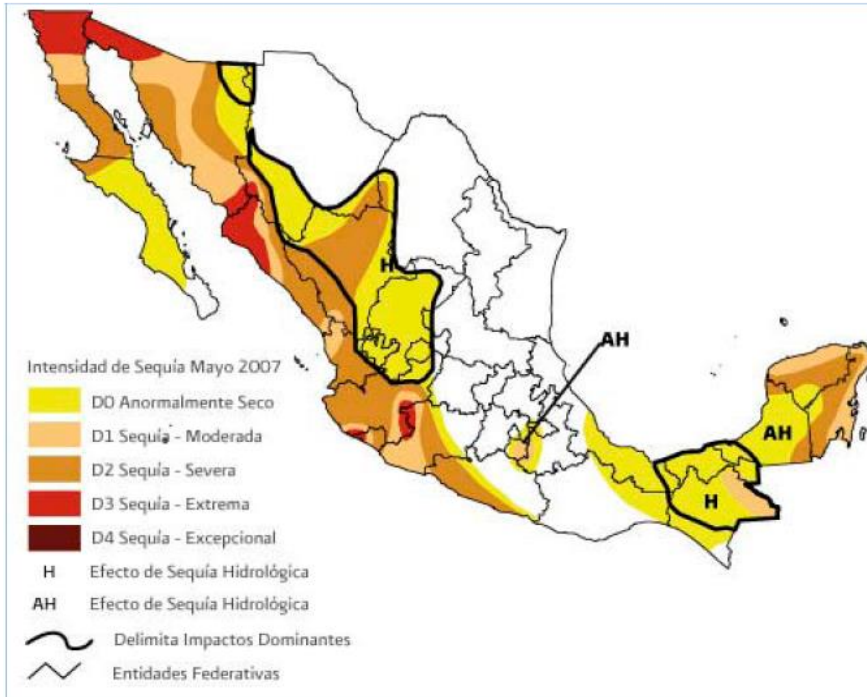 H
AH
AH
H
Intensidad de Sequía Mayo 2007
D0 Anormalmente Seco
D1 Sequía - Moderada
D2 Sequía - Severa
D3 Sequía - Extrema
D4 Sequía - Excepcional
H Efecto de Sequía Hidrológica
AH Efecto de Sequía Hidrológica
Delimita Impactos Dominantes
Entidades Federativas